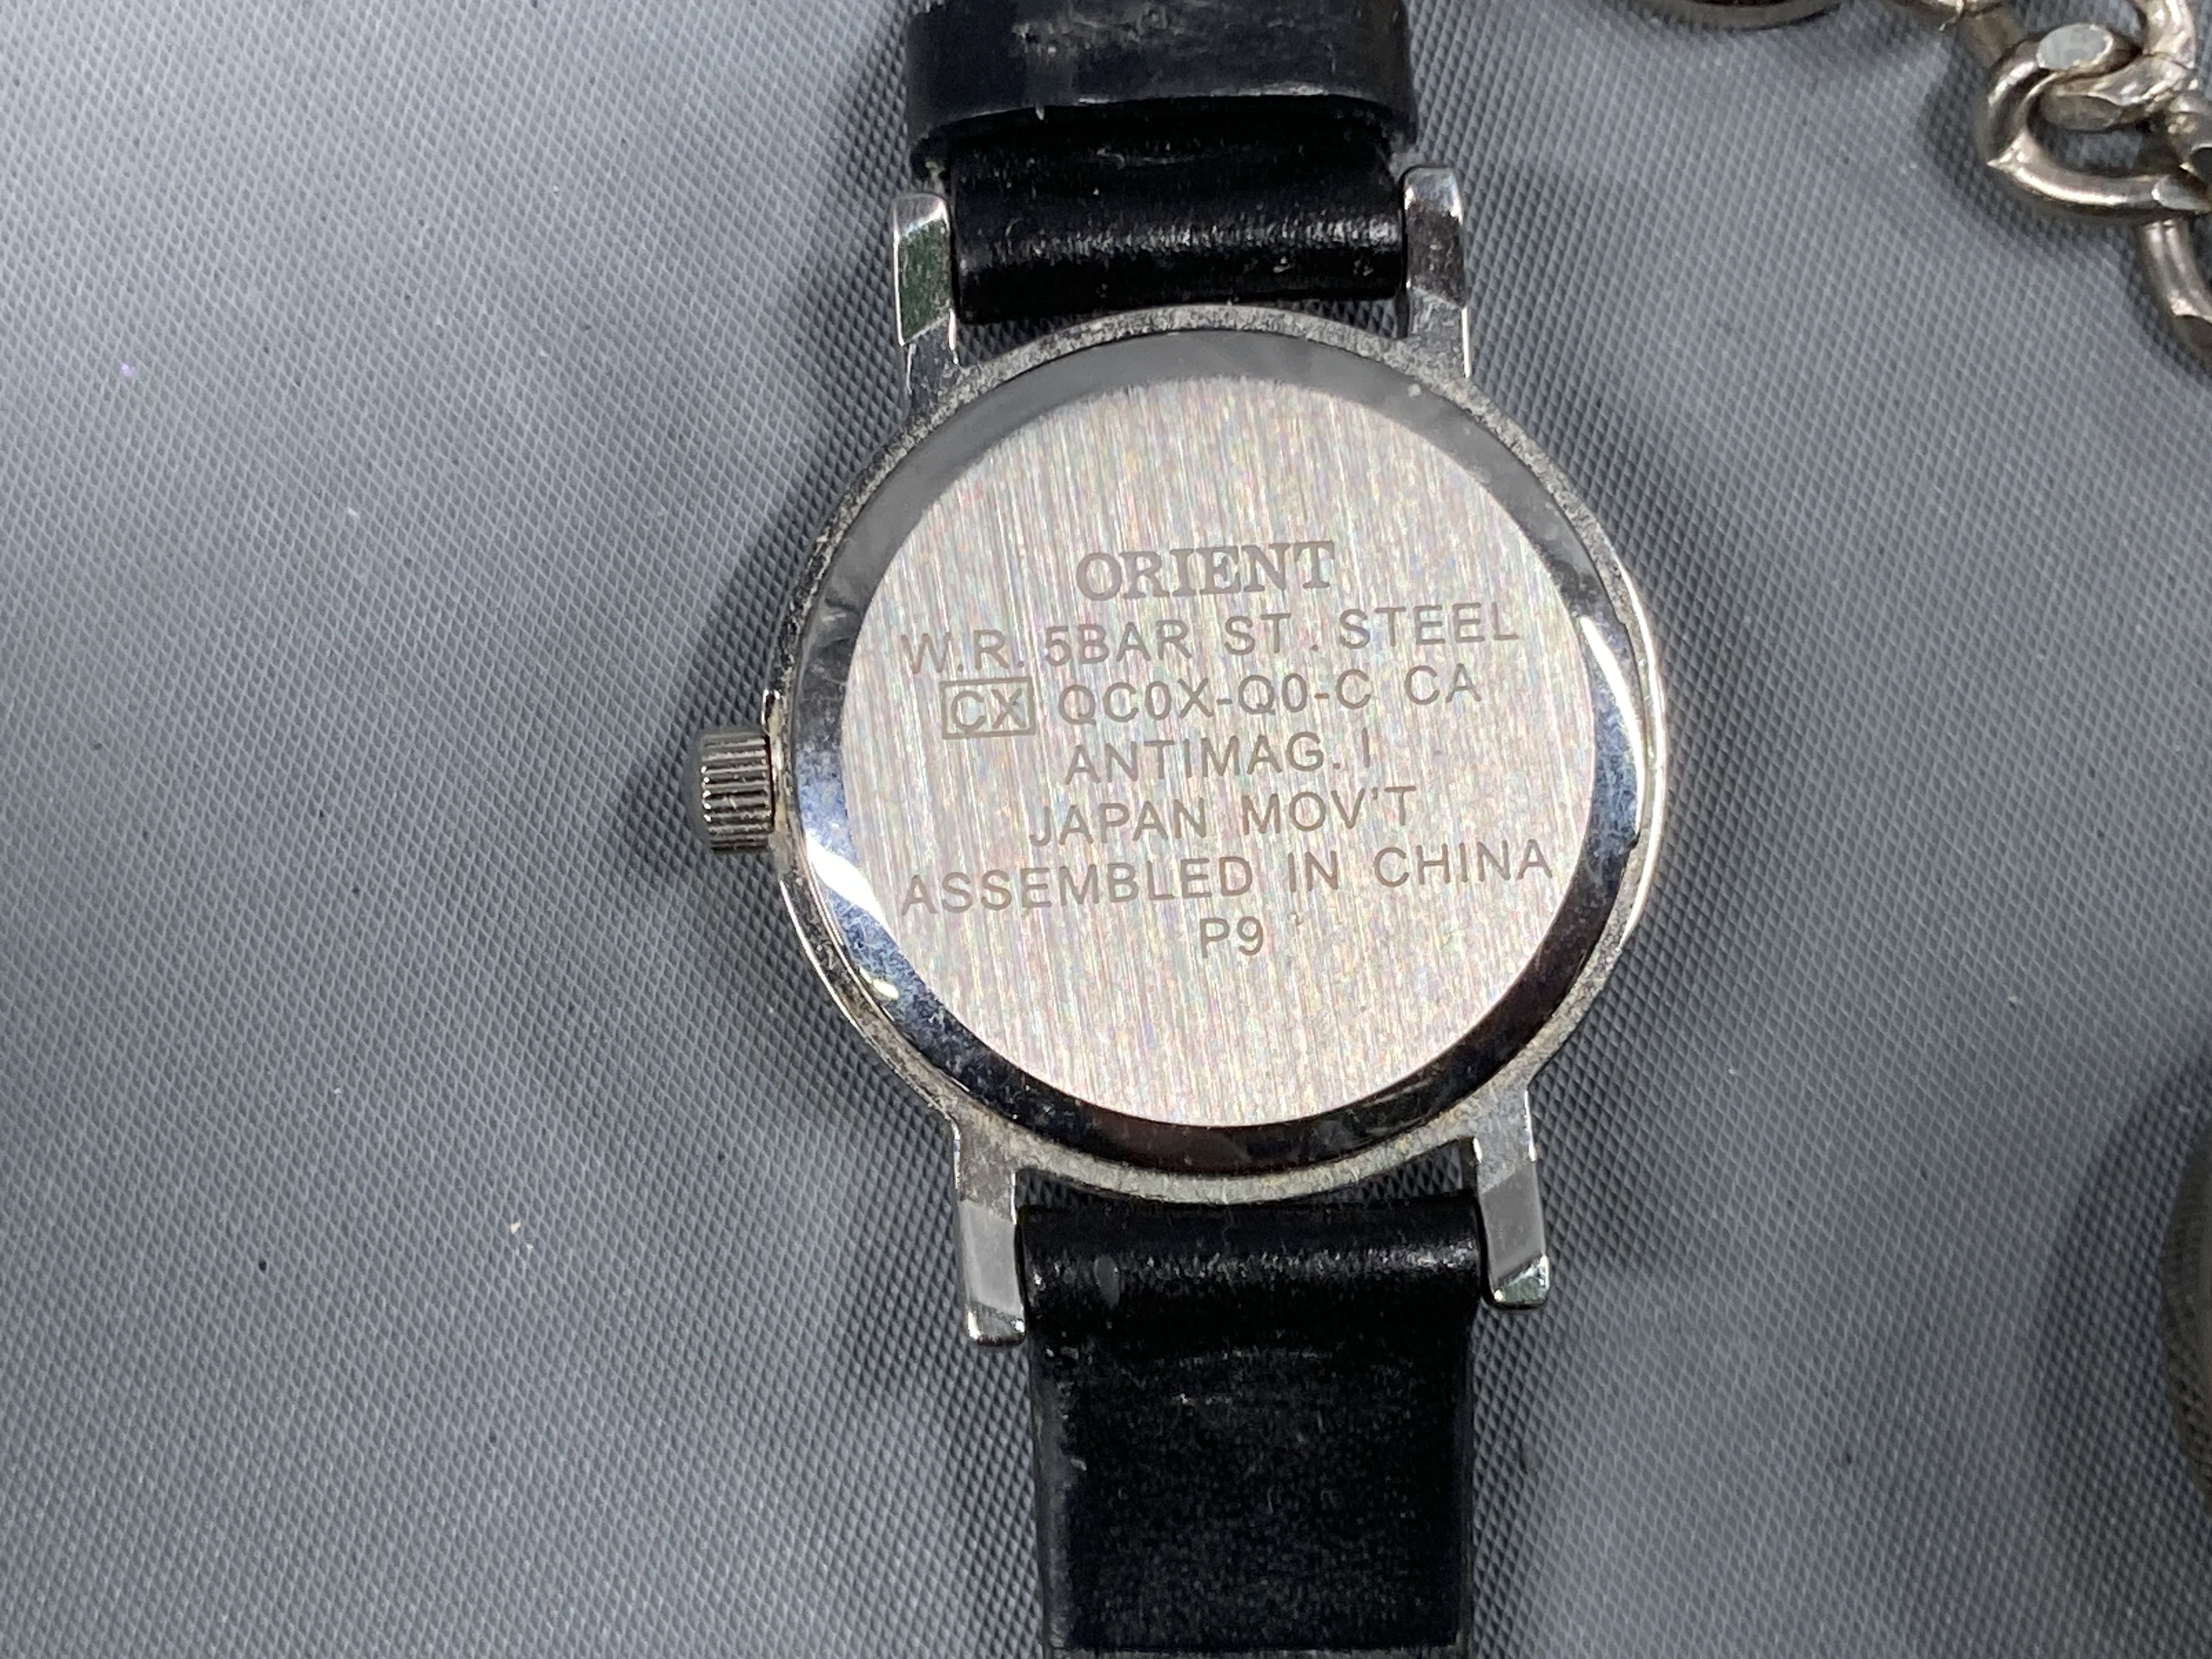 ORIENT
W.R. 5BAR ST. STEEL
CX QC0X-Q0-C CA
ANTIMAG. I
JAPAN MOV'T
ASSEMBLED IN CHINA
P9